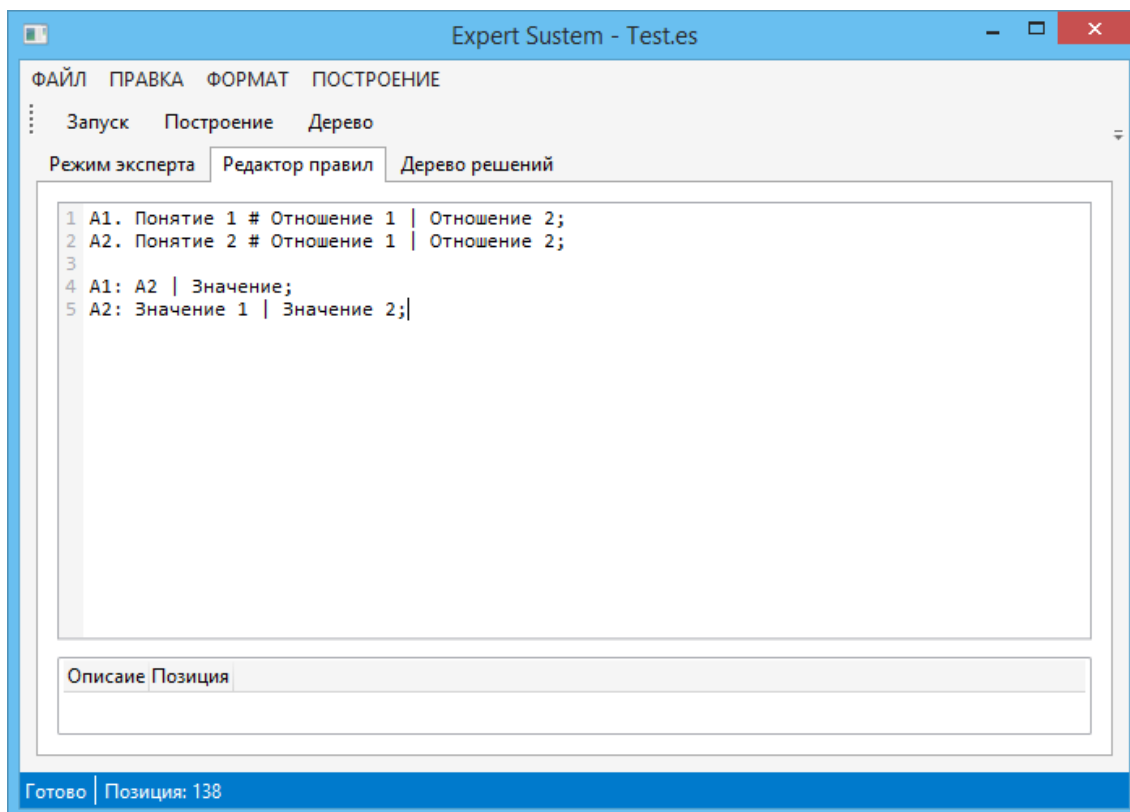 Expert Sustem - Test.es
ФАЙЛ ПРАВКА ФОРМАТ ПОСТРОЕНИЕ
Запуск Построение Дерево
Режим эксперта Редактор правил Дерево решений
1 А1. Понятие 1 # Отношение 1 | Отношение 2;
2 А2. Понятие 2 # Отношение 1 | Отношение 2;
3
4 А1: А2 | Значение;
5 А2: Значение 1 | Значение 2;
Описаие Позиция
Готово Позиция: 138